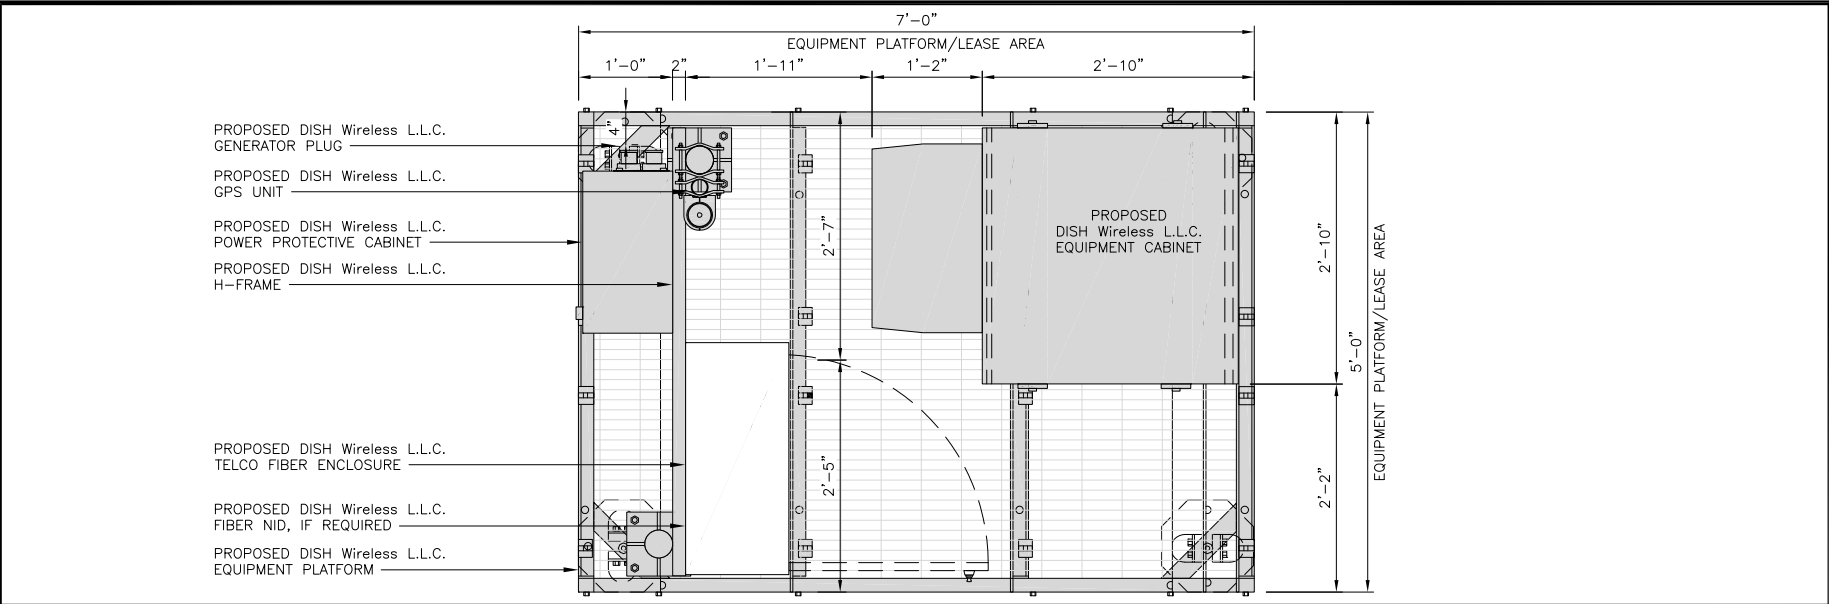 7'-0"
EQUIPMENT PLATFORM/LEASE AREA
1'-0"
2"
1'-11"
1'-2"
2'-10"
PROPOSED DISH Wireless L.L.C.
GENERATOR PLUG
4"
PROPOSED DISH Wireless L.L.C.
GPS UNIT
PROPOSED DISH Wireless L.L.C.
POWER PROTECTIVE CABINET
PROPOSED DISH Wireless L.L.C.
H-FRAME
PROPOSED DISH Wireless L.L.C.
TELCO FIBER ENCLOSURE
PROPOSED DISH Wireless L.L.C.
FIBER NID, IF REQUIRED
PROPOSED DISH Wireless L.L.C.
EQUIPMENT PLATFORM
2'-7"
2'-5"
PROPOSED
DISH Wireless L.L.C.
EQUIPMENT CABINET
2'-10"
2'-2"
5'-0"
EQUIPMENT PLATFORM/LEASE AREA